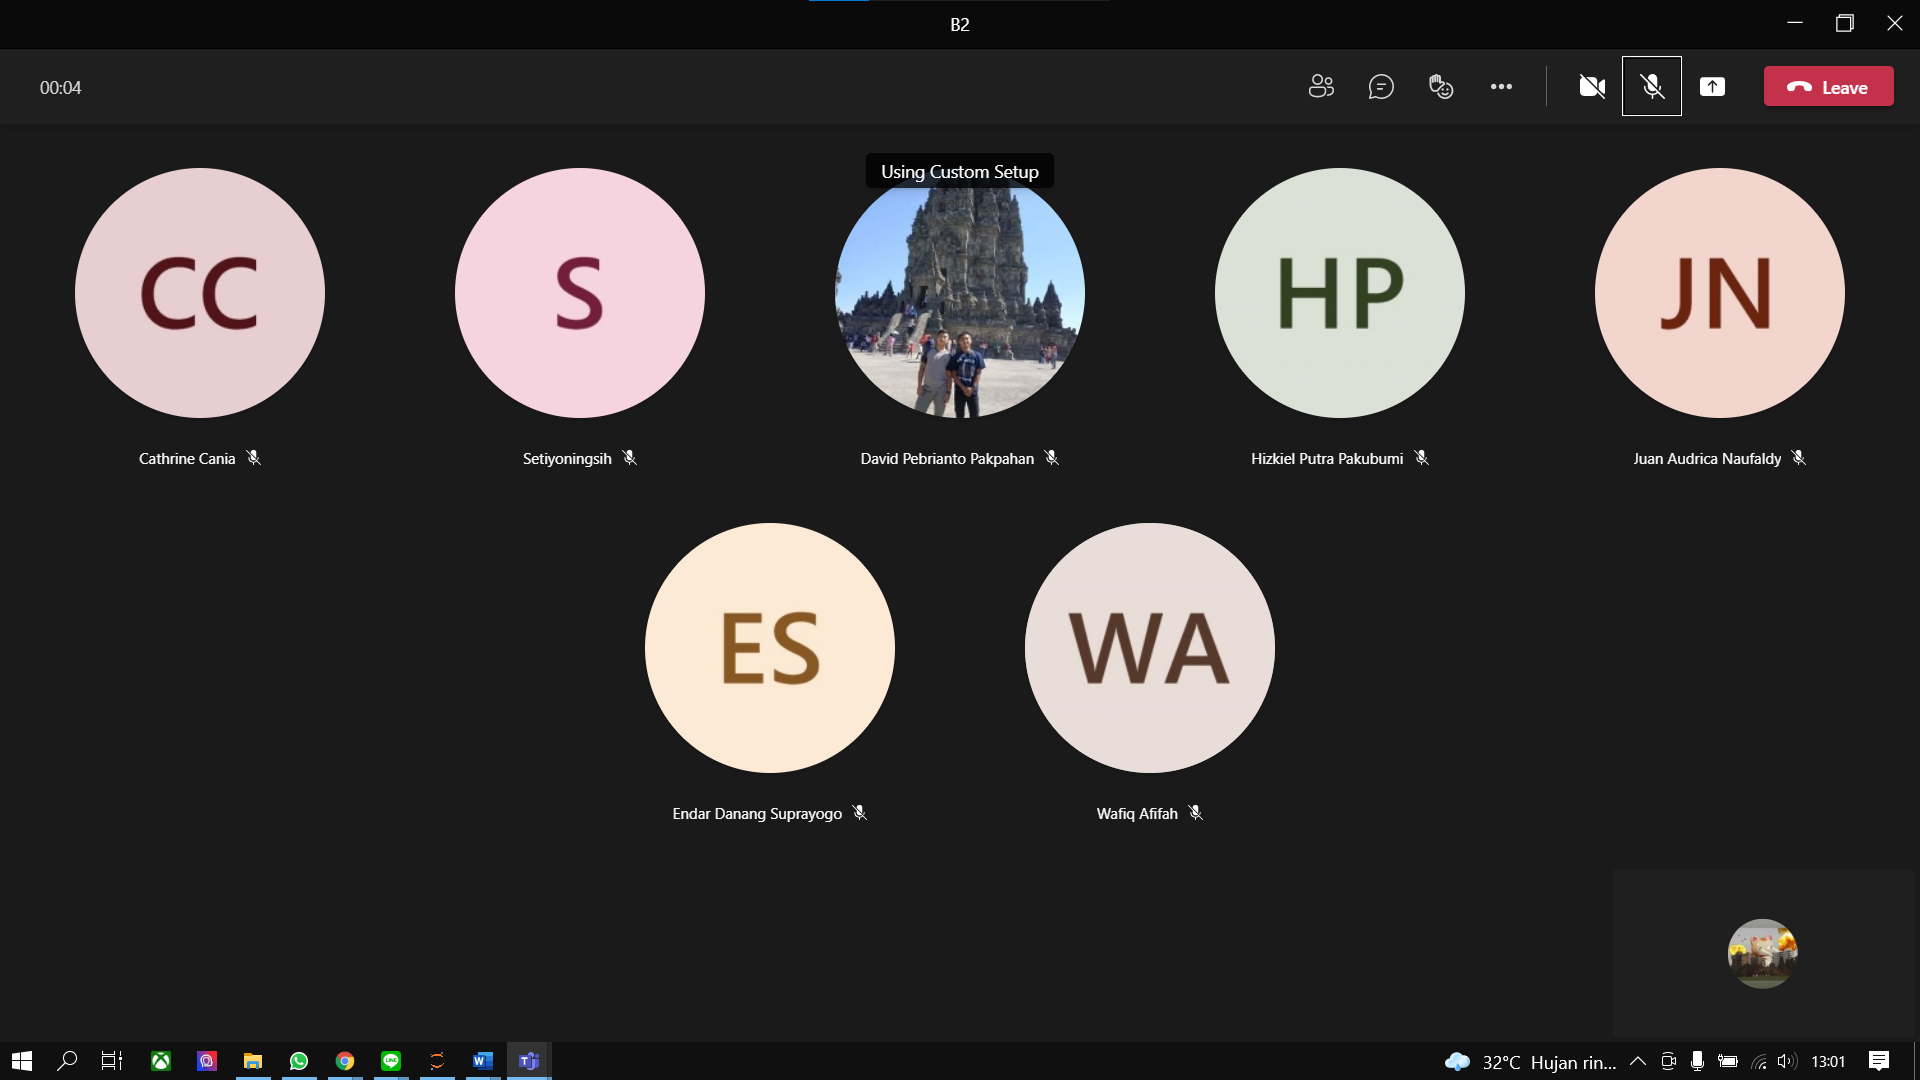 B2
00:04
Leave
Using Custom Setup
CC
S
HP
JN
Cathrine Cania
Setiyoningsih
David Pebrianto Pakpahan
Hizkiel Putra Pakubumi
Juan Audrica Naufaldy
ES
WA
Endar Danang Suprayogo
Wafiq Afifah
32°C Hujan rin...
13:01